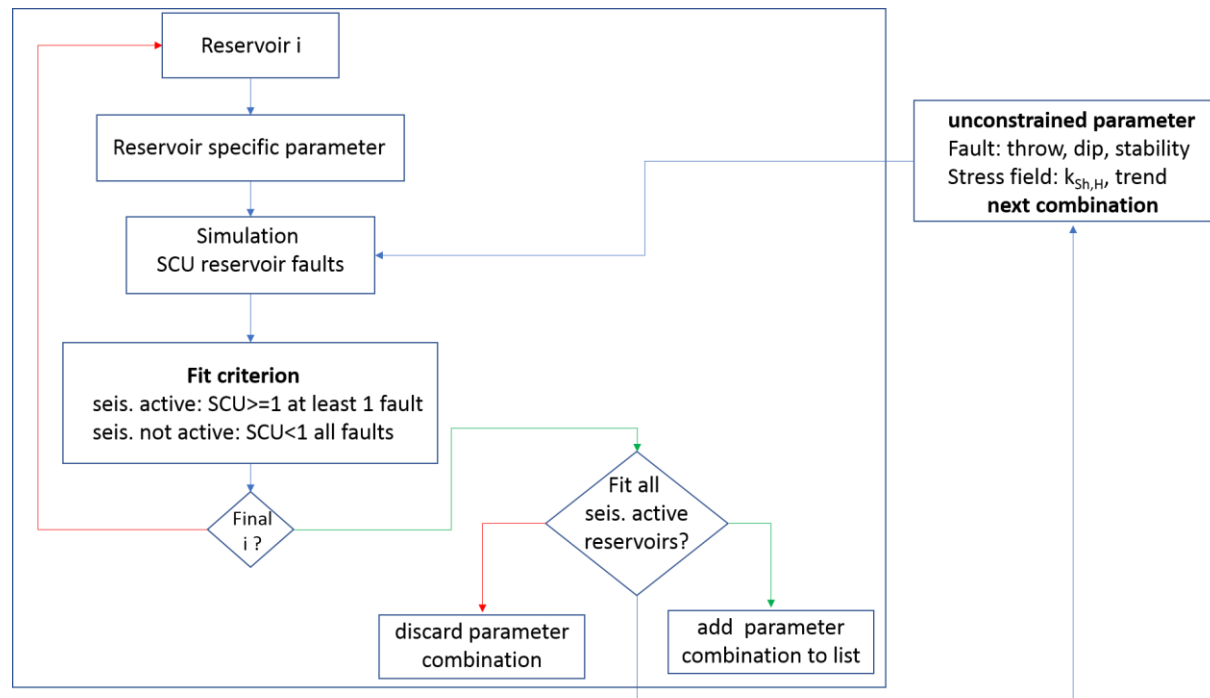 Reservoir i
Reservoir specific parameter
Simulation
SCU reservoir faults
Fit criterion
seis. active: SCU>=1 at least 1 fault
seis. not active: SCU<1 all faults
Final
i ?
Fit all
seis. active
reservoirs?
discard parameter
combination
add parameter
combination to list
unconstrained parameter
Fault: throw, dip, stability
Stress field: kSh,H, trend
next combination